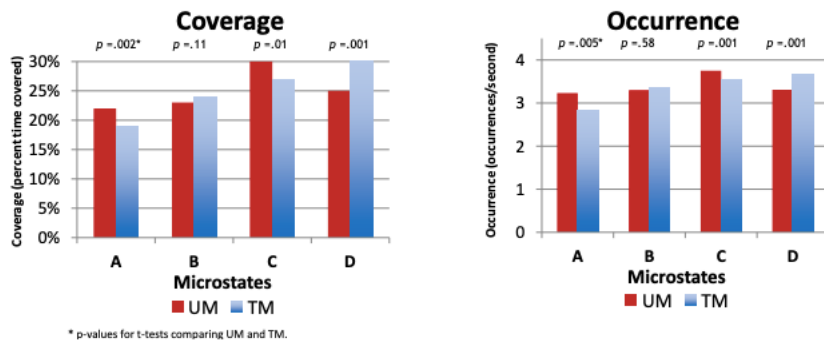 Coverage
p =.002* p =.11 p =.01 p =.001
30%
25%
20%
15%
10%
5%
0%
Coverage (percent time covered)
A B C D
Microstates
UM TM
* p-values for t-tests comparing UM and TM.
Occurrence
p =.005* p =.58 p =.001 p =.001
4
3
2
1
0
Occurrence (occurrences/second)
A B C D
Microstates
UM TM